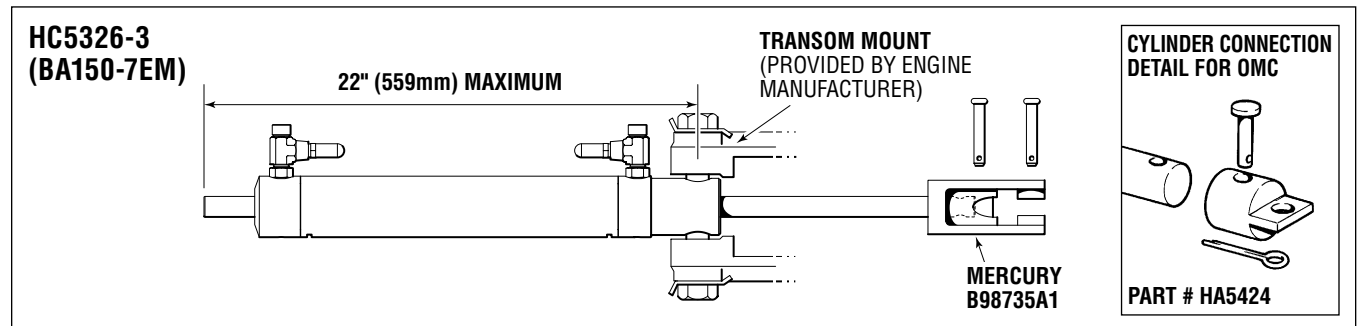 HC5326-3
(BA150-7EM)
22" (559mm) MAXIMUM
TRANSOM MOUNT
(PROVIDED BY ENGINE
MANUFACTURER)
MERCURY
B98735A1
CYLINDER CONNECTION
DETAIL FOR OMC
PART # HA5424